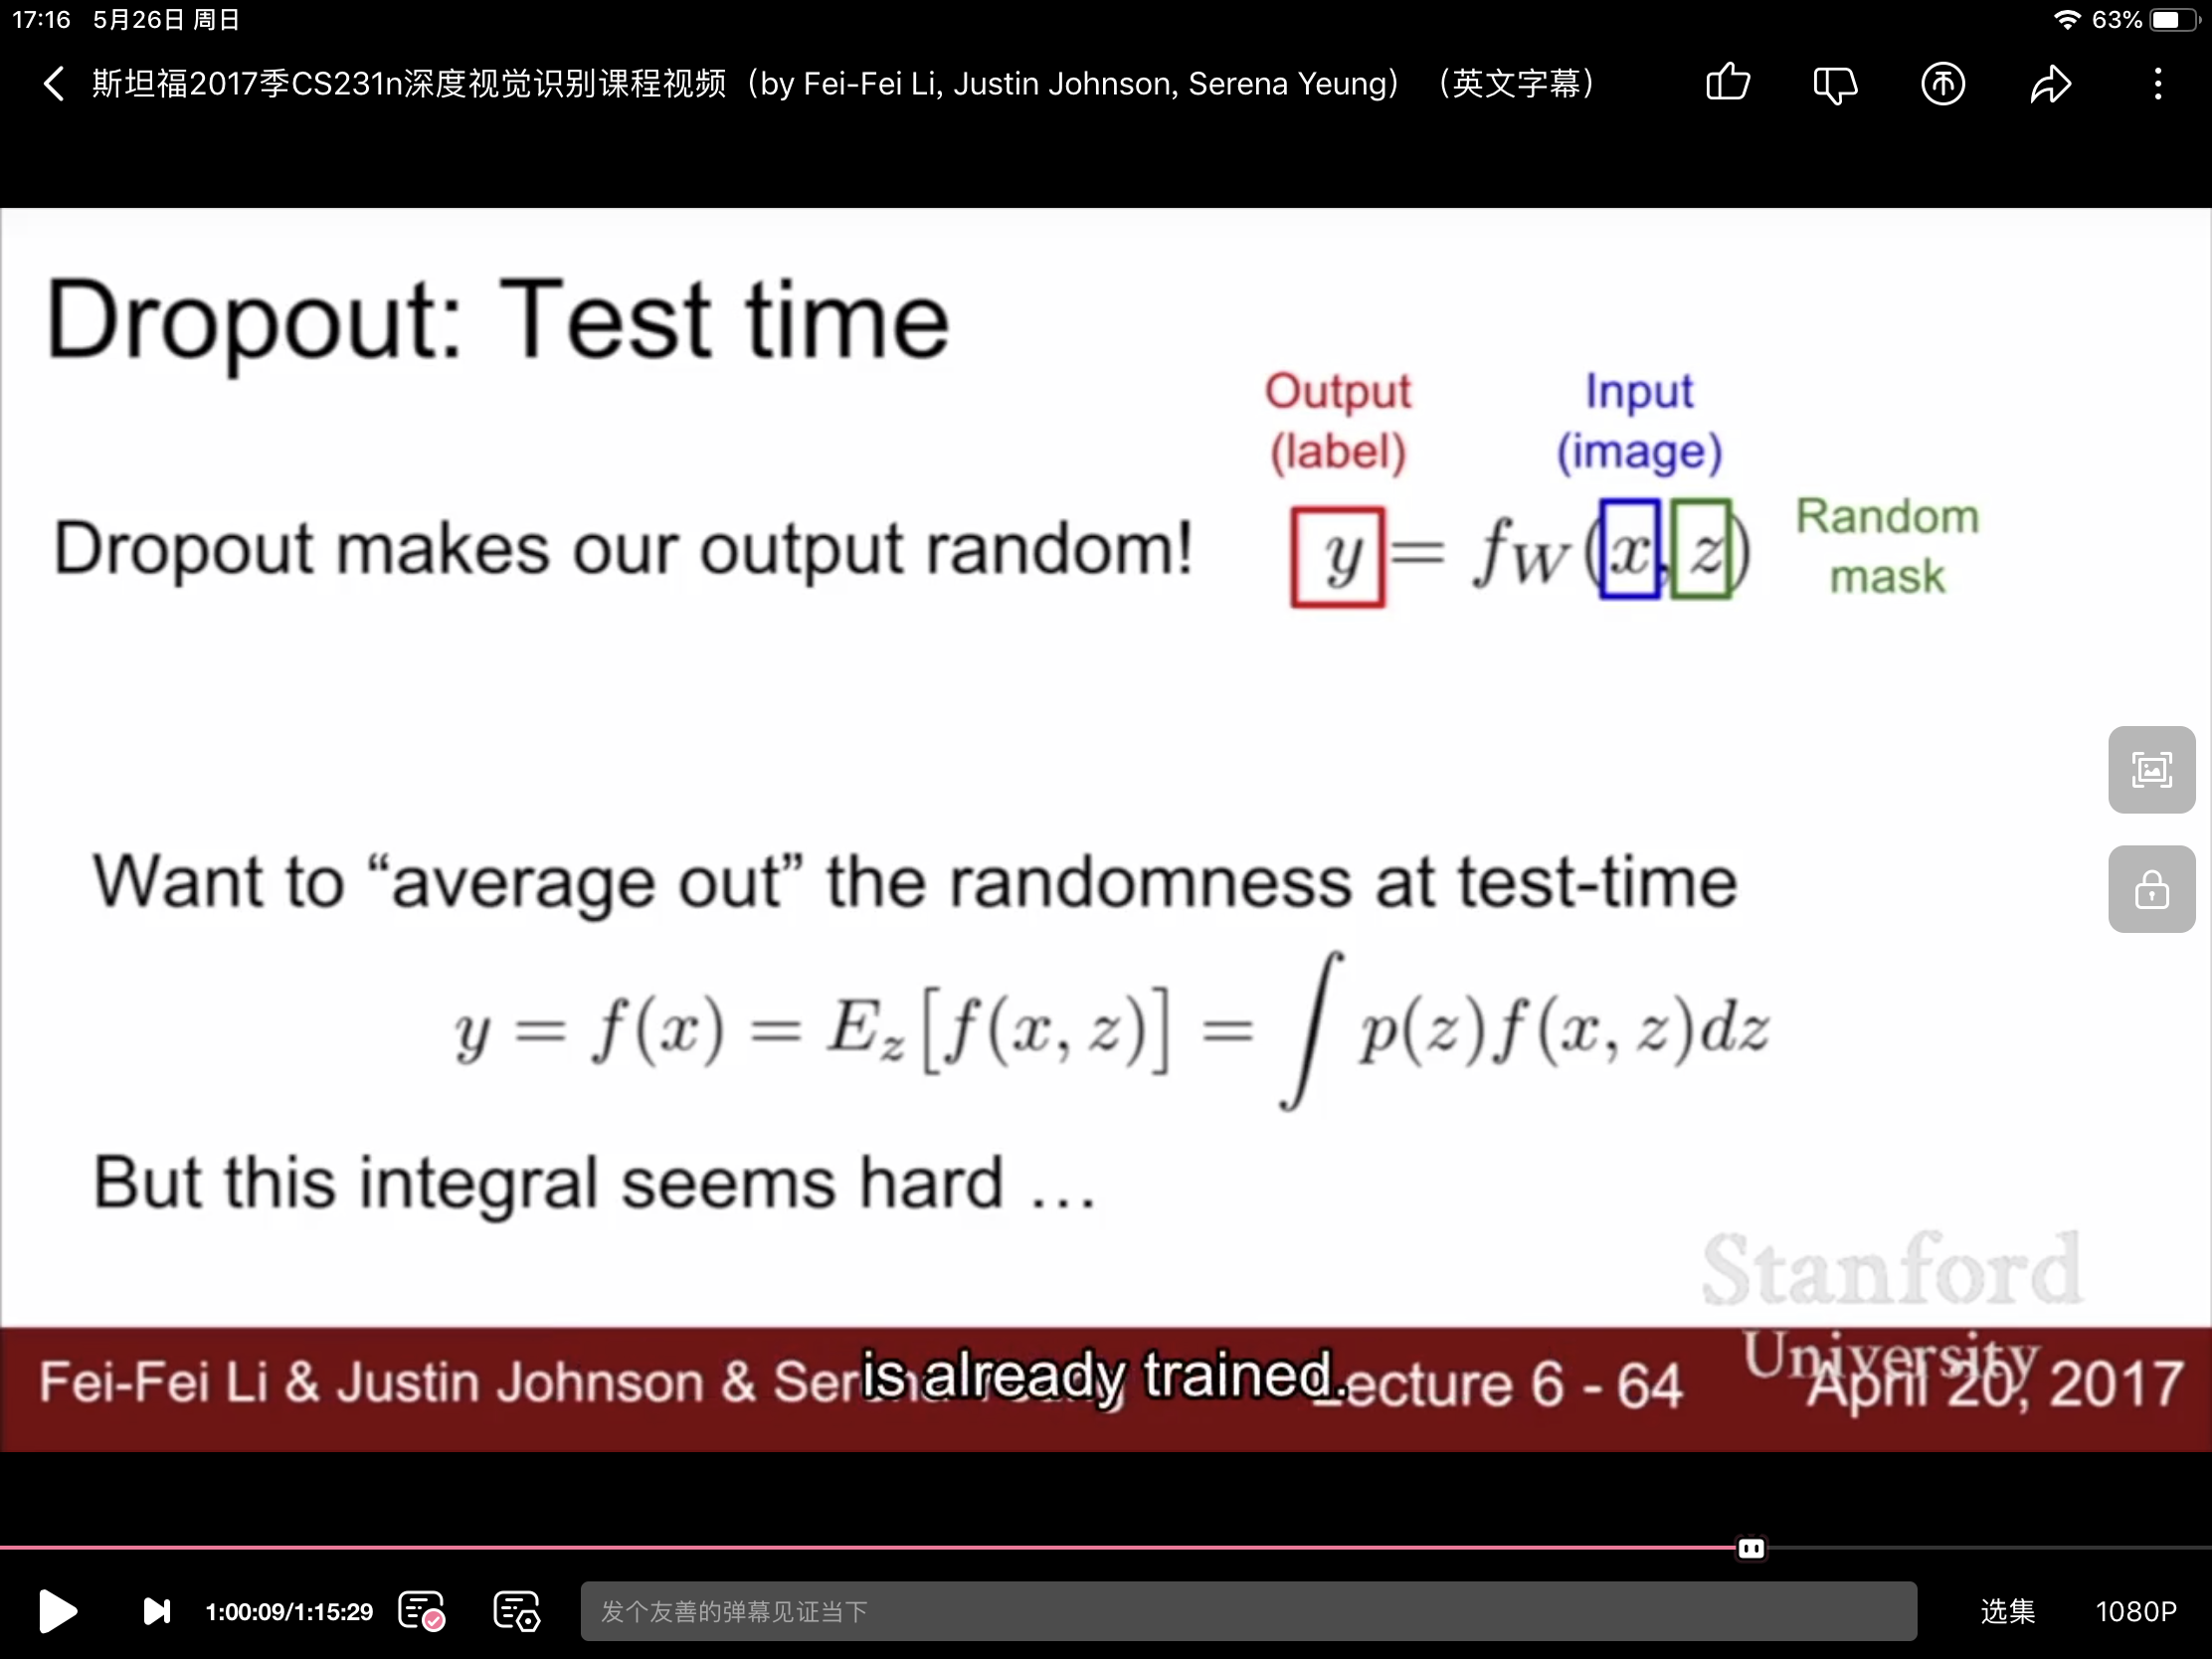 17:16 5月26日 周日 63%
斯坦福2017季CS231n深度视觉识别课程视频（by Fei-Fei Li, Justin Johnson, Serena Yeung）（英文字幕）
Dropout: Test time
Output
(label)
Input
(image)
Dropout makes our output random!
y = f_W(x, z)
Random
mask
Want to “average out” the randomness at test-time
y = f(x) = E_z[f(x, z)] = ∫ p(z)f(x, z)dz
But this integral seems hard …
Stanford
University
Fei-Fei Li & Justin Johnson &
is already trained.
Lecture 6 - 64
April 20, 2017
1:00:09/1:15:29
发个友善的弹幕见证当下
选集
1080P